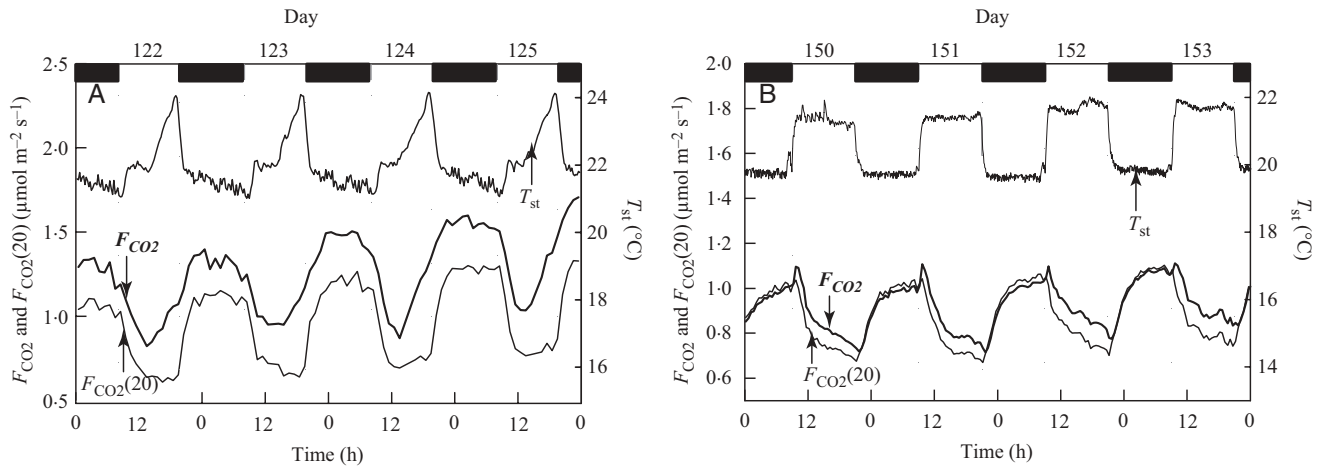 Day
122 123 124 125
A
2·5
2·0
1·5
1·0
0·5
F_CO2 and F_CO2(20) (µmol m⁻² s⁻¹)
24
22
20
18
16
T_st (°C)
T_st
F_CO2
F_CO2(20)
0 12 0 12 0 12 0 12 0
Time (h)
Day
150 151 152 153
B
2·0
1·8
1·6
1·4
1·2
1·0
0·8
0·6
F_CO2 and F_CO2(20) (µmol m⁻² s⁻¹)
22
20
18
16
14
T_st (°C)
T_st
F_CO2
F_CO2(20)
0 12 0 12 0 12 0 12 0
Time (h)